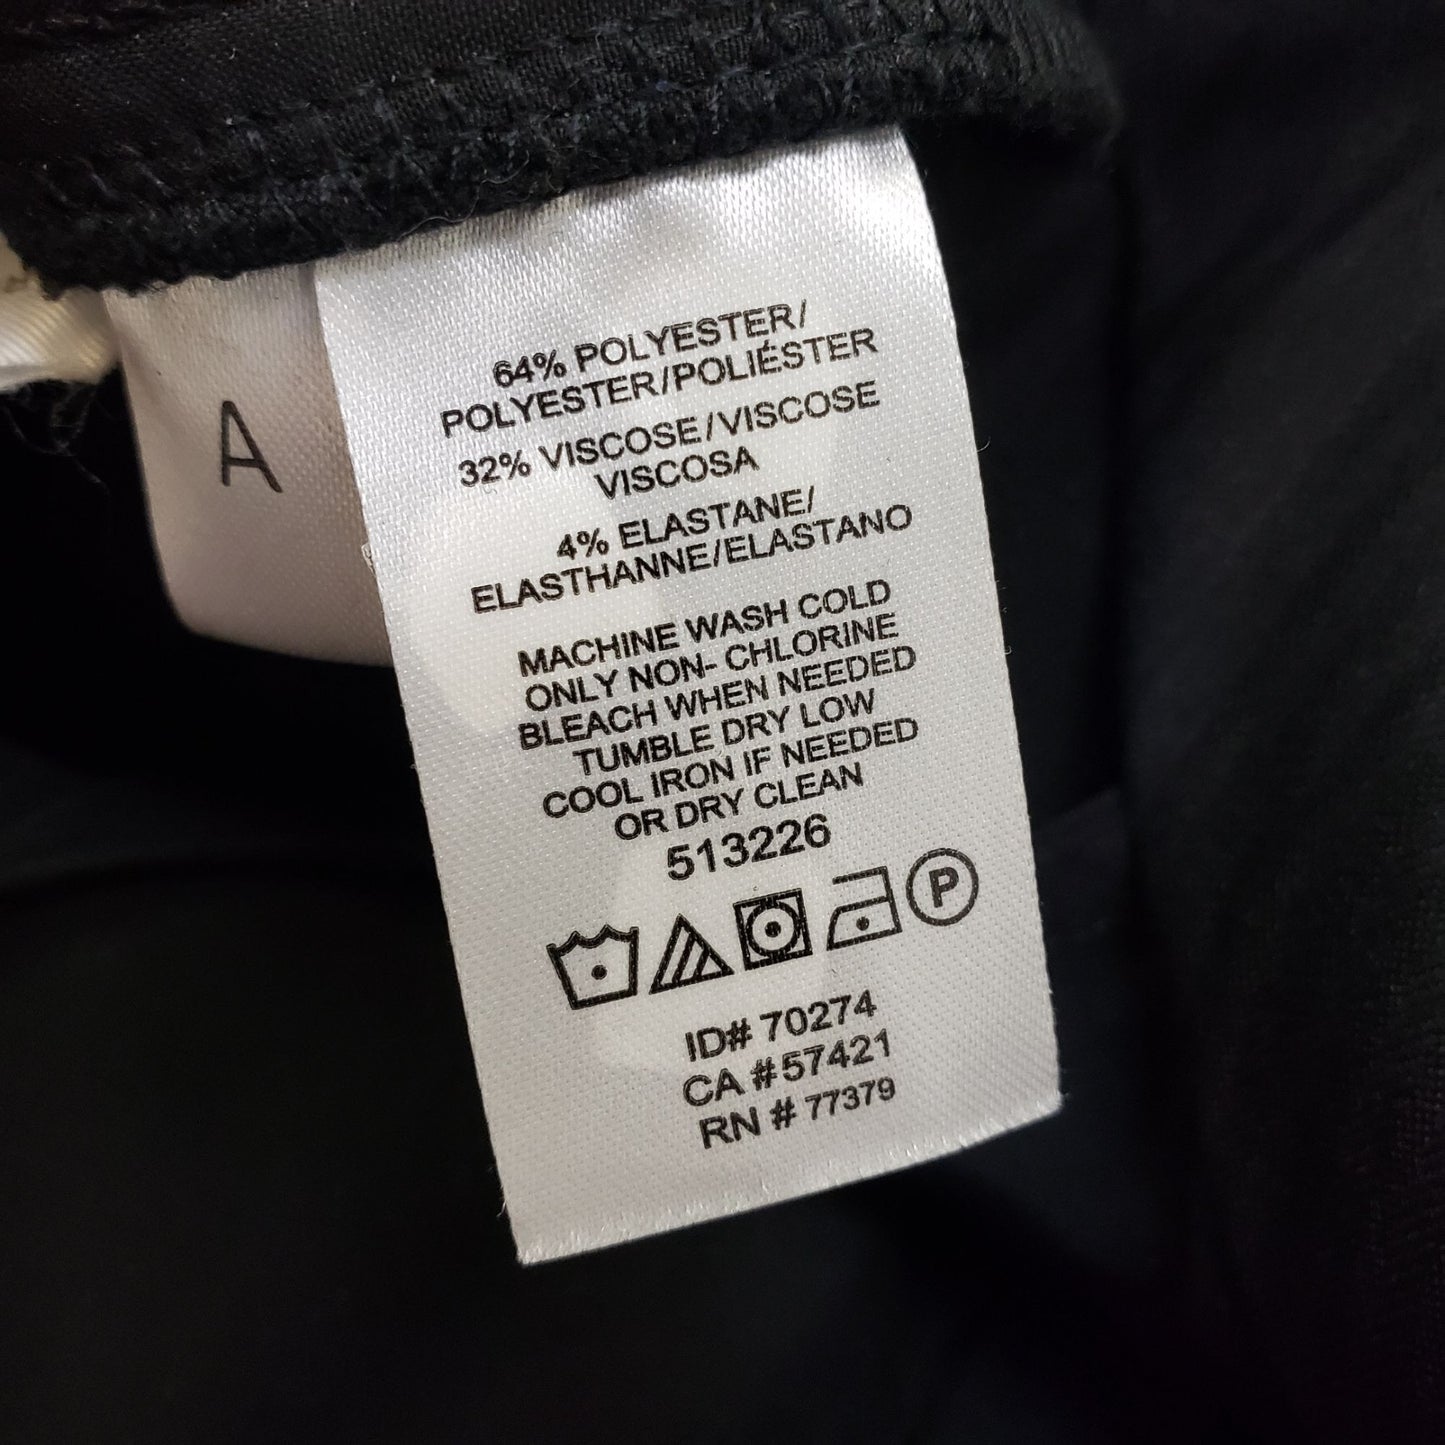 A
64% POLYESTER/
POLYESTER/POLIÉSTER
32% VISCOSE/VISCOSE
VISCOSA
4% ELASTANE/
ELASTHANNE/ELASTANO
MACHINE WASH COLD
ONLY NON- CHLORINE
BLEACH WHEN NEEDED
TUMBLE DRY LOW
COOL IRON IF NEEDED
OR DRY CLEAN
513226
P
ID# 70274
CA #57421
RN # 77379